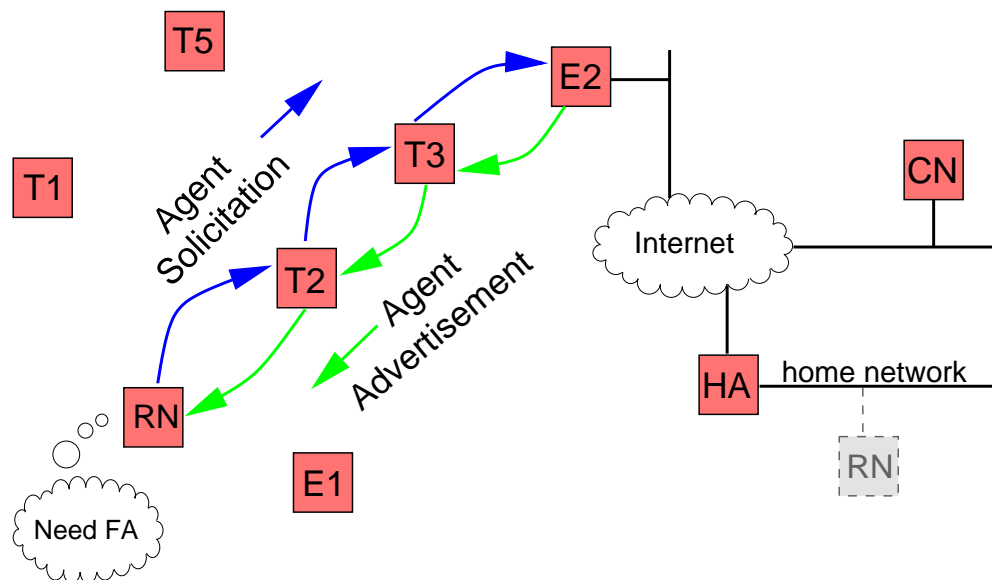 T5
E2
T3
T1
CN
Agent
Solicitation
Internet
T2
Agent
Advertisement
HA
home network
RN
RN
E1
Need FA